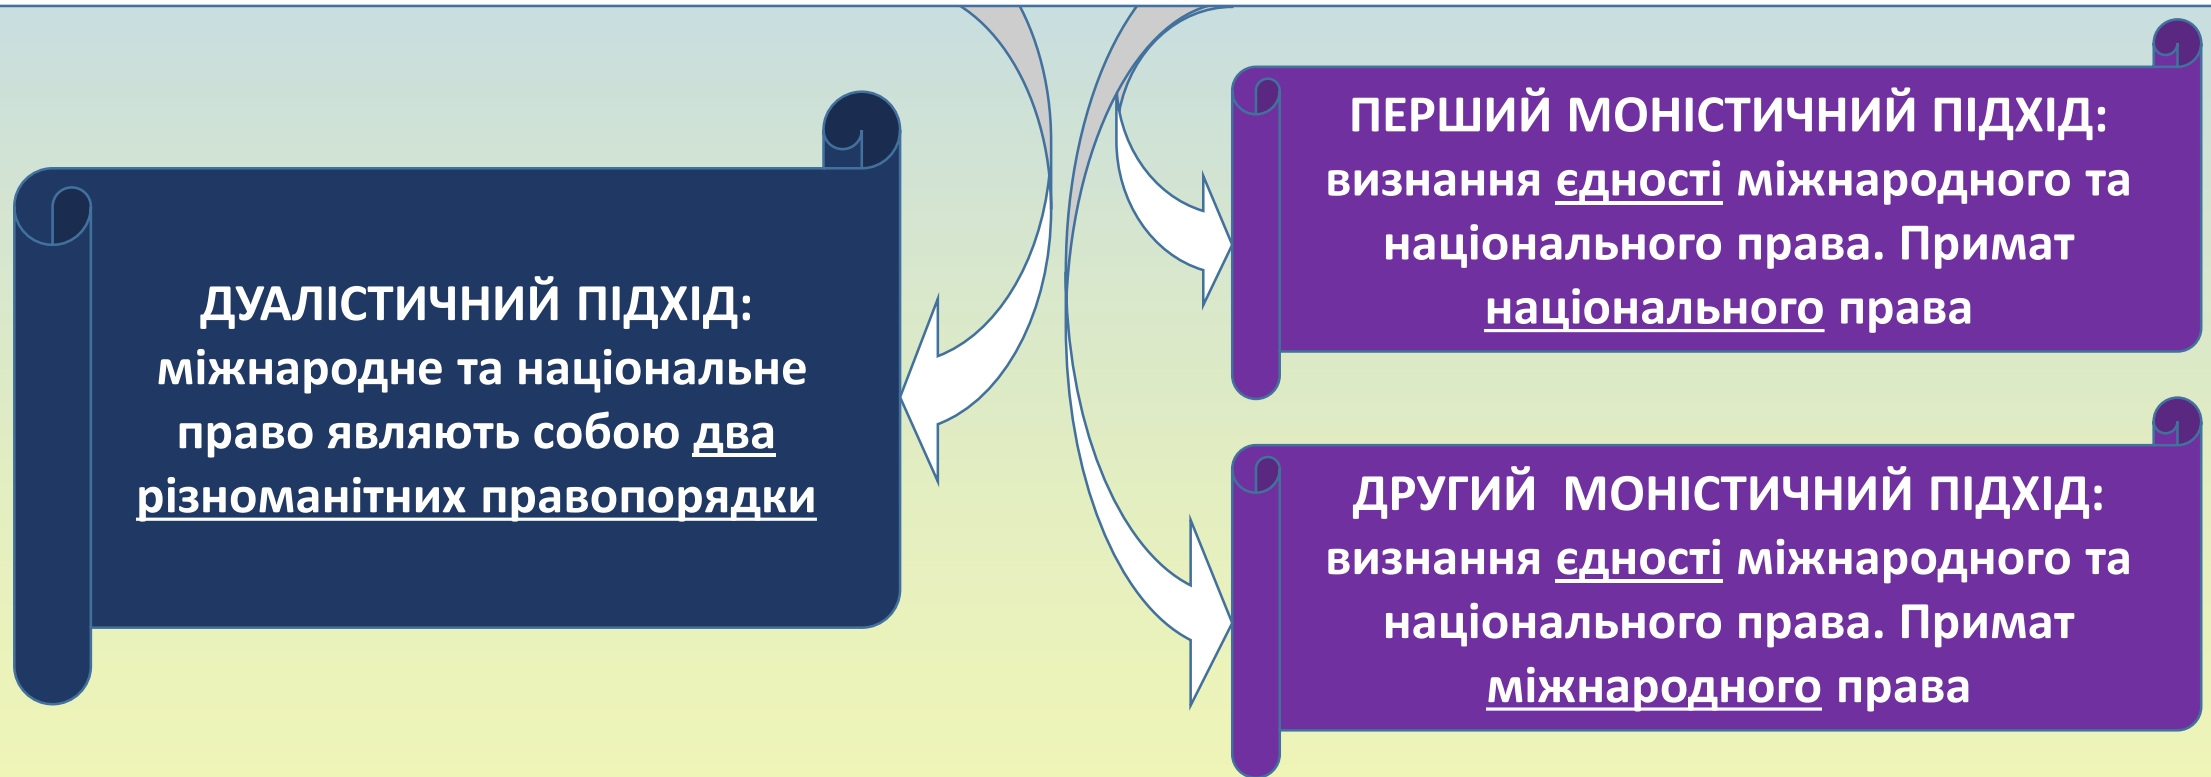 ДУАЛІСТИЧНИЙ ПІДХІД:
міжнародне та національне
право являють собою два
різноманітних правопорядки
ПЕРШИЙ МОНІСТИЧНИЙ ПІДХІД:
визнання єдності міжнародного та
національного права. Примат
національного права
ДРУГИЙ МОНІСТИЧНИЙ ПІДХІД:
визнання єдності міжнародного та
національного права. Примат
міжнародного права